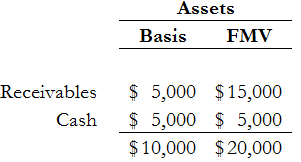 Assets
Basis FMV
Receivables $ 5,000 $15,000
Cash $ 5,000 $ 5,000
$10,000 $20,000